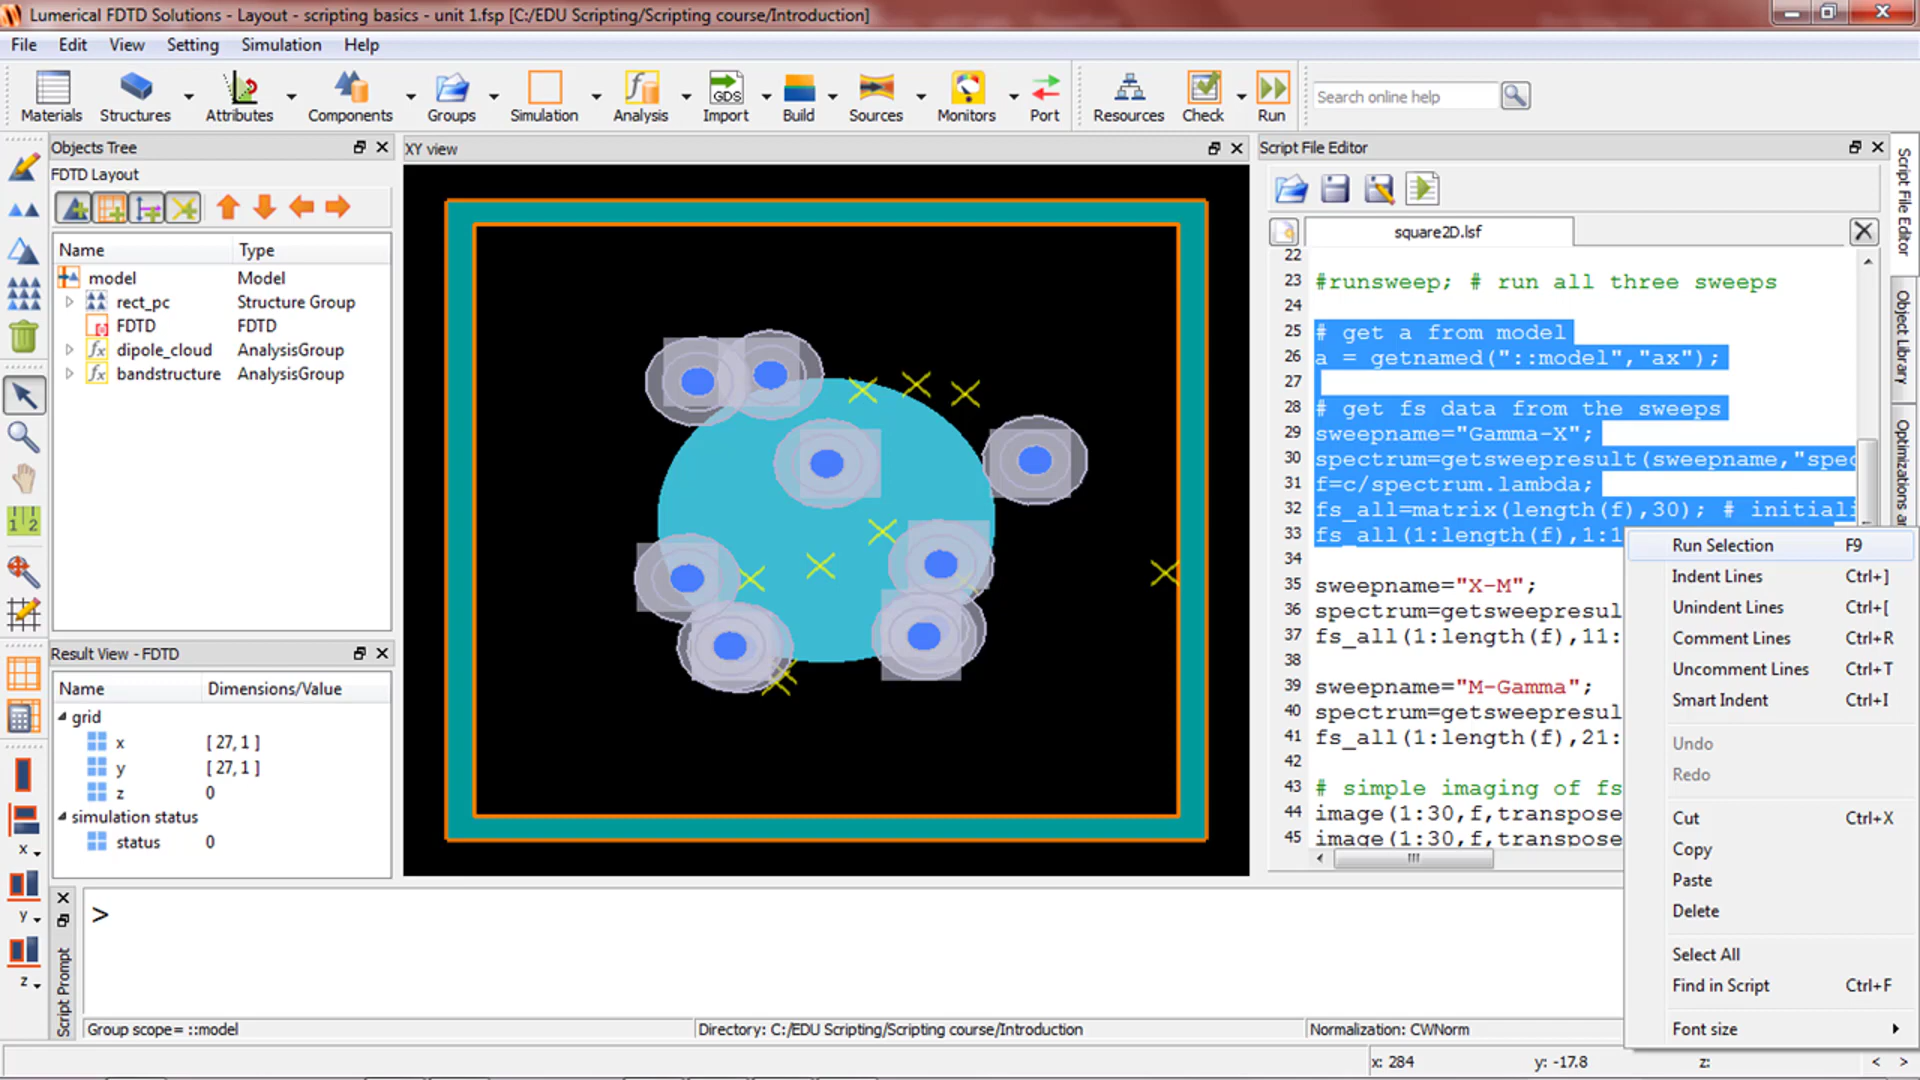 Lumerical FDTD Solutions - Layout - scripting basics - unit 1.fsp [C:/EDU Scripting/Scripting course/Introduction]
File Edit View Setting Simulation Help
Materials Structures Attributes Components Groups Simulation Analysis Import Build Sources Monitors Port Resources Check Run
GDS
Search online help
Objects Tree
FDTD Layout
Name Type
model Model
rect_pc Structure Group
FDTD FDTD
dipole_cloud AnalysisGroup
bandstructure AnalysisGroup
Result View - FDTD
Name Dimensions/Value
grid
x [ 27, 1 ]
y [ 27, 1 ]
z 0
simulation status
status 0
1 2
x
y
z
XY view
Script File Editor
square2D.lsf
22
23 #runsweep; # run all three sweeps
24
25 # get a from model
26 a = getnamed("::model","ax");
27
28 # get fs data from the sweeps
29 sweepname="Gamma-X";
30 spectrum=getsweepresult(sweepname,"spec
31 f=c/spectrum.lambda;
32 fs_all=matrix(length(f),30); # initiali
33 fs_all(1:length(f),1:1
34
35 sweepname="X-M";
36 spectrum=getsweepresul
37 fs_all(1:length(f),11:
38
39 sweepname="M-Gamma";
40 spectrum=getsweepresul
41 fs_all(1:length(f),21:
42
43 # simple imaging of fs
44 image(1:30,f,transpose
45 image(1:30,f,transpose
Run Selection F9
Indent Lines Ctrl+]
Unindent Lines Ctrl+[
Comment Lines Ctrl+R
Uncomment Lines Ctrl+T
Smart Indent Ctrl+I
Undo
Redo
Cut Ctrl+X
Copy
Paste
Delete
Select All
Find in Script Ctrl+F
Font size
Script File Editor
Object Library
Optimizations a
Script Prompt
>
Group scope= ::model
Directory: C:/EDU Scripting/Scripting course/Introduction
Normalization: CWNorm
x: 284 y: -17.8 z: